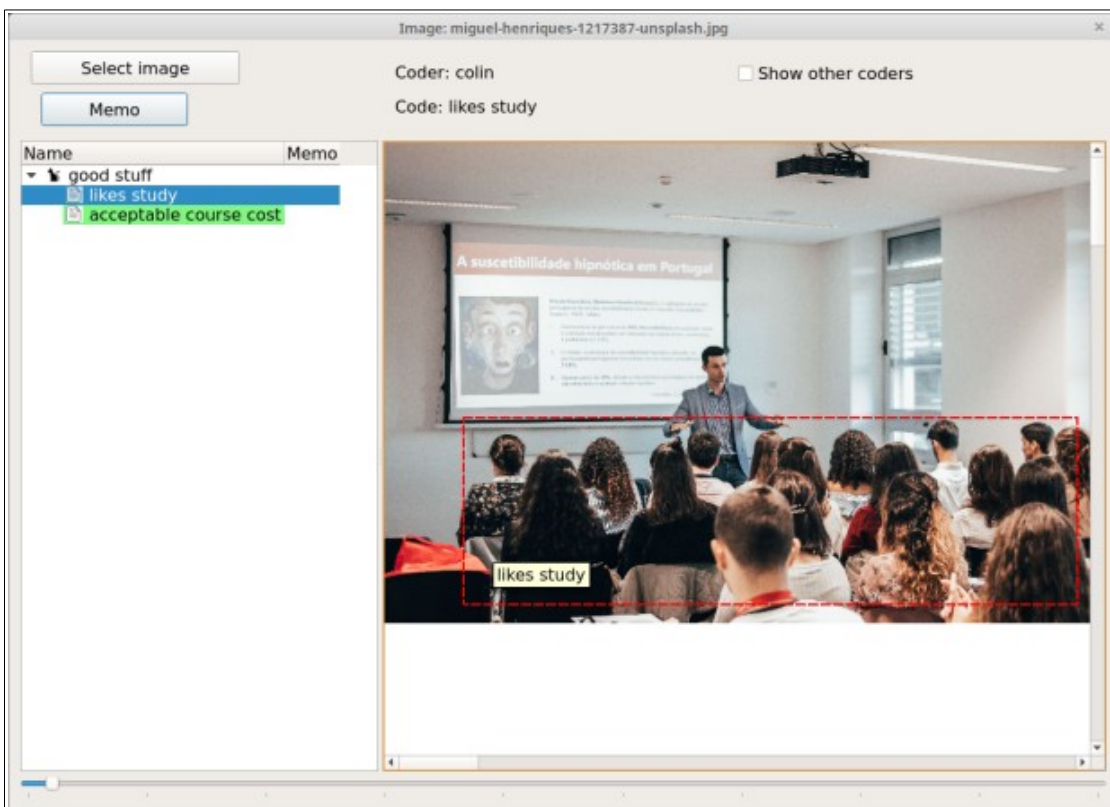 Image: miguel-henriques-1217387-unsplash.jpg
Select image
Coder: colin
Show other coders
Memo
Code: likes study
Name Memo
good stuff
likes study
acceptable course cost
A suscetibilidade hipnótica em Portugal
likes study